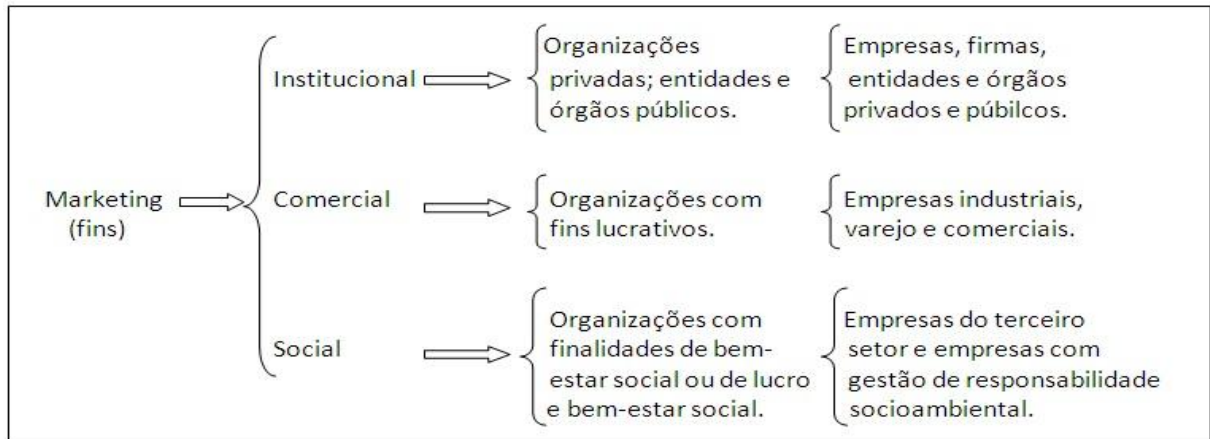 Marketing
(fins)
Institucional
Organizações
privadas; entidades e
órgãos públicos.
Empresas, firmas,
entidades e órgãos
privados e púbilcos.
Comercial
Organizações com
fins lucrativos.
Empresas industriais,
varejo e comerciais.
Social
Organizações com
finalidades de bem-
estar social ou de lucro
e bem-estar social.
Empresas do terceiro
setor e empresas com
gestão de responsabilidade
socioambiental.